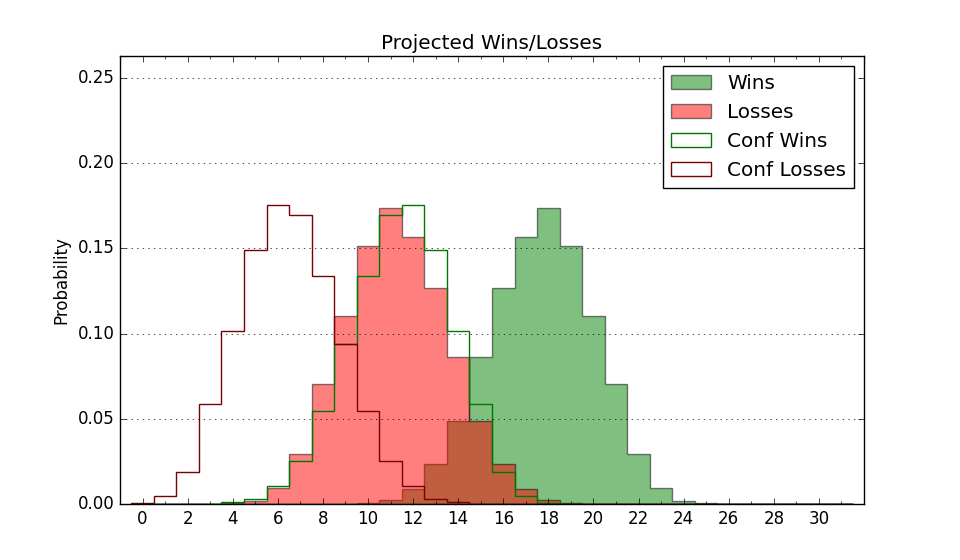 Projected Wins/Losses
Probability
0.25
0.20
0.15
0.10
0.05
0.00
0 2 4 6 8 10 12 14 16 18 20 22 24 26 28 30
Wins
Losses
Conf Wins
Conf Losses